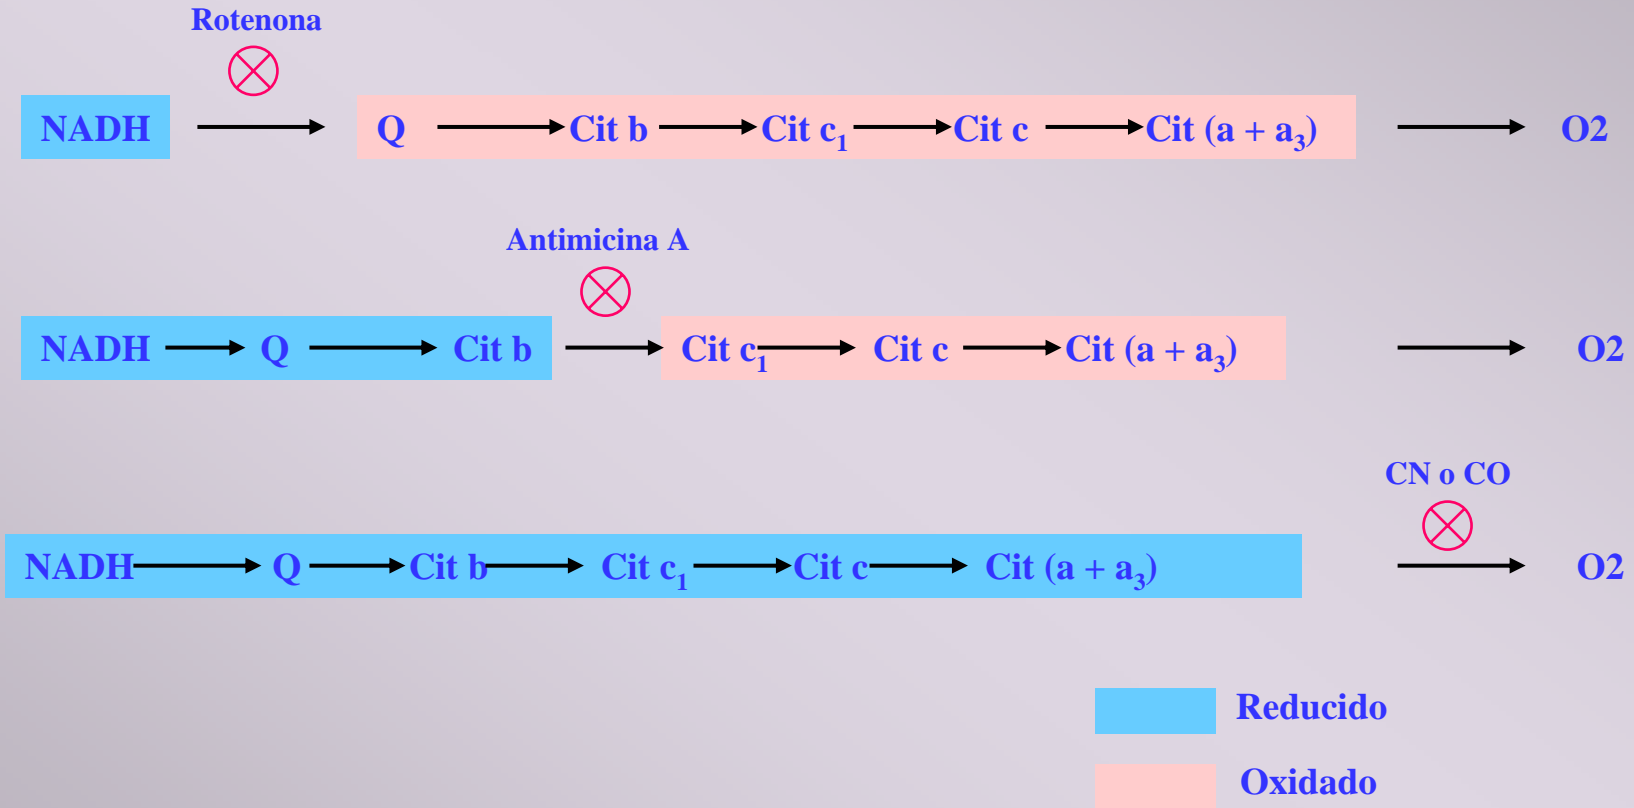 Rotenona
NADH Q Cit b Cit c1 Cit c Cit (a + a3) O2
Antimicina A
NADH Q Cit b Cit c1 Cit c Cit (a + a3) O2
CN o CO
NADH Q Cit b Cit c1 Cit c Cit (a + a3) O2
Reducido
Oxidado